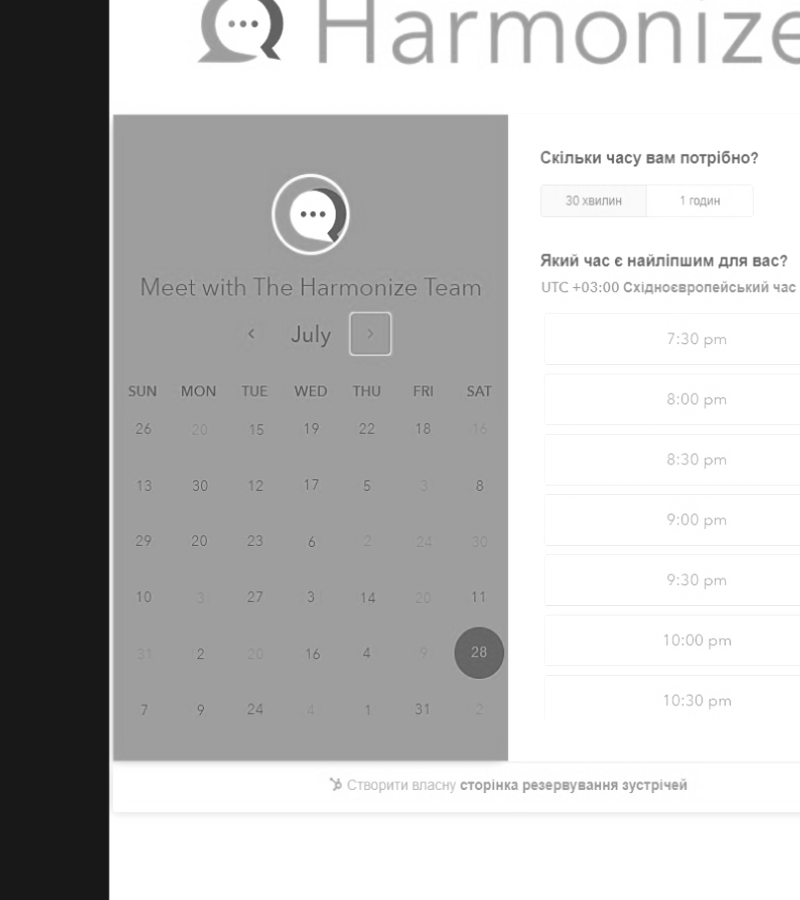 Harmonize
Meet with The Harmonize Team
July
SUN MON TUE WED THU FRI SAT
26 20 15 19 22 18 16
13 30 12 17 5 3 8
29 20 23 6 2 24 30
10 3 27 3 14 20 11
31 2 20 16 4 9 28
7 9 24 4 1 31 2
Скільки часу вам потрібно?
30 хвилин 1 годин
Який час є найліпшим для вас?
UTC +03:00 Східноєвропейський час
7:30 pm
8:00 pm
8:30 pm
9:00 pm
9:30 pm
10:00 pm
10:30 pm
Створити власну сторінка резервування зустрічей